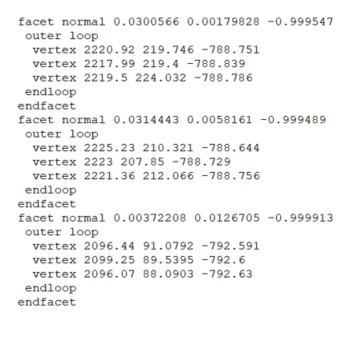 facet normal 0.0300566 0.00179828 -0.999547
outer loop
vertex 2220.92 219.746 -788.751
vertex 2217.99 219.4 -788.839
vertex 2219.5 224.032 -788.786
endloop
endfacet
facet normal 0.0314443 0.0058161 -0.999489
outer loop
vertex 2225.23 210.321 -788.644
vertex 2223 207.85 -788.729
vertex 2221.36 212.066 -788.756
endloop
endfacet
facet normal 0.00372208 0.0126705 -0.999913
outer loop
vertex 2096.44 91.0792 -792.591
vertex 2099.25 89.5395 -792.6
vertex 2096.07 88.0903 -792.63
endloop
endfacet